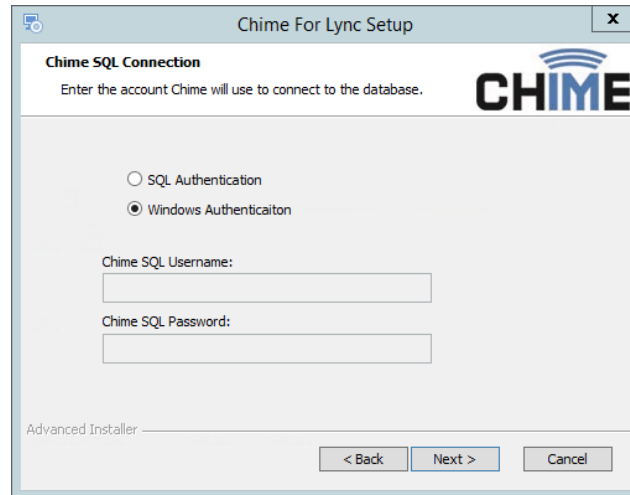 Chime For Lync Setup
x
Chime SQL Connection
Enter the account Chime will use to connect to the database.
CHIME
SQL Authentication
Windows Authenticaiton
Chime SQL Username:
Chime SQL Password:
Advanced Installer
< Back Next > Cancel